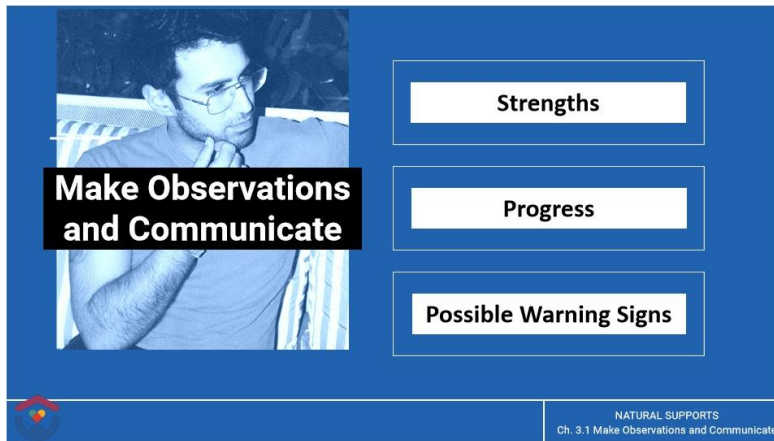 Make Observations
and Communicate
Strengths
Progress
Possible Warning Signs
NATURAL SUPPORTS
Ch. 3.1 Make Observations and Communicate